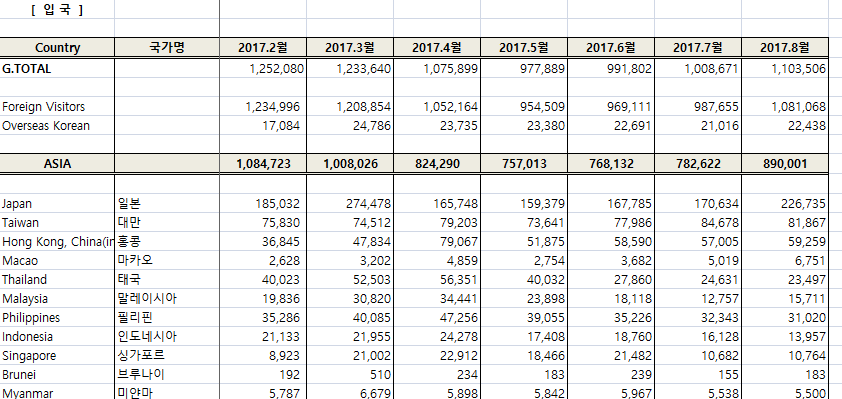 [ 입 국 ]
Country 국가명 2017.2월 2017.3월 2017.4월 2017.5월 2017.6월 2017.7월 2017.8월
G.TOTAL 1,252,080 1,233,640 1,075,899 977,889 991,802 1,008,671 1,103,506
Foreign Visitors 1,234,996 1,208,854 1,052,164 954,509 969,111 987,655 1,081,068
Overseas Korean 17,084 24,786 23,735 23,380 22,691 21,016 22,438
ASIA 1,084,723 1,008,026 824,290 757,013 768,132 782,622 890,001
Japan 일본 185,032 274,478 165,748 159,379 167,785 170,634 226,735
Taiwan 대만 75,830 74,512 79,203 73,641 77,986 84,678 81,867
Hong Kong, China(in 홍콩 36,845 47,834 79,067 51,875 58,590 57,005 59,259
Macao 마카오 2,628 3,202 4,859 2,754 3,682 5,019 6,751
Thailand 태국 40,023 52,503 56,351 40,032 27,860 24,631 23,497
Malaysia 말레이시아 19,836 30,820 34,441 23,898 18,118 12,757 15,711
Philippines 필리핀 35,286 40,085 47,256 39,055 35,226 32,343 31,020
Indonesia 인도네시아 21,133 21,955 24,278 17,408 18,760 16,128 13,957
Singapore 싱가포르 8,923 21,002 22,912 18,466 21,482 10,682 10,764
Brunei 브루나이 192 510 234 183 239 155 183
Myanmar 미얀마 5,787 6,679 5,898 5,842 5,967 5,538 5,500